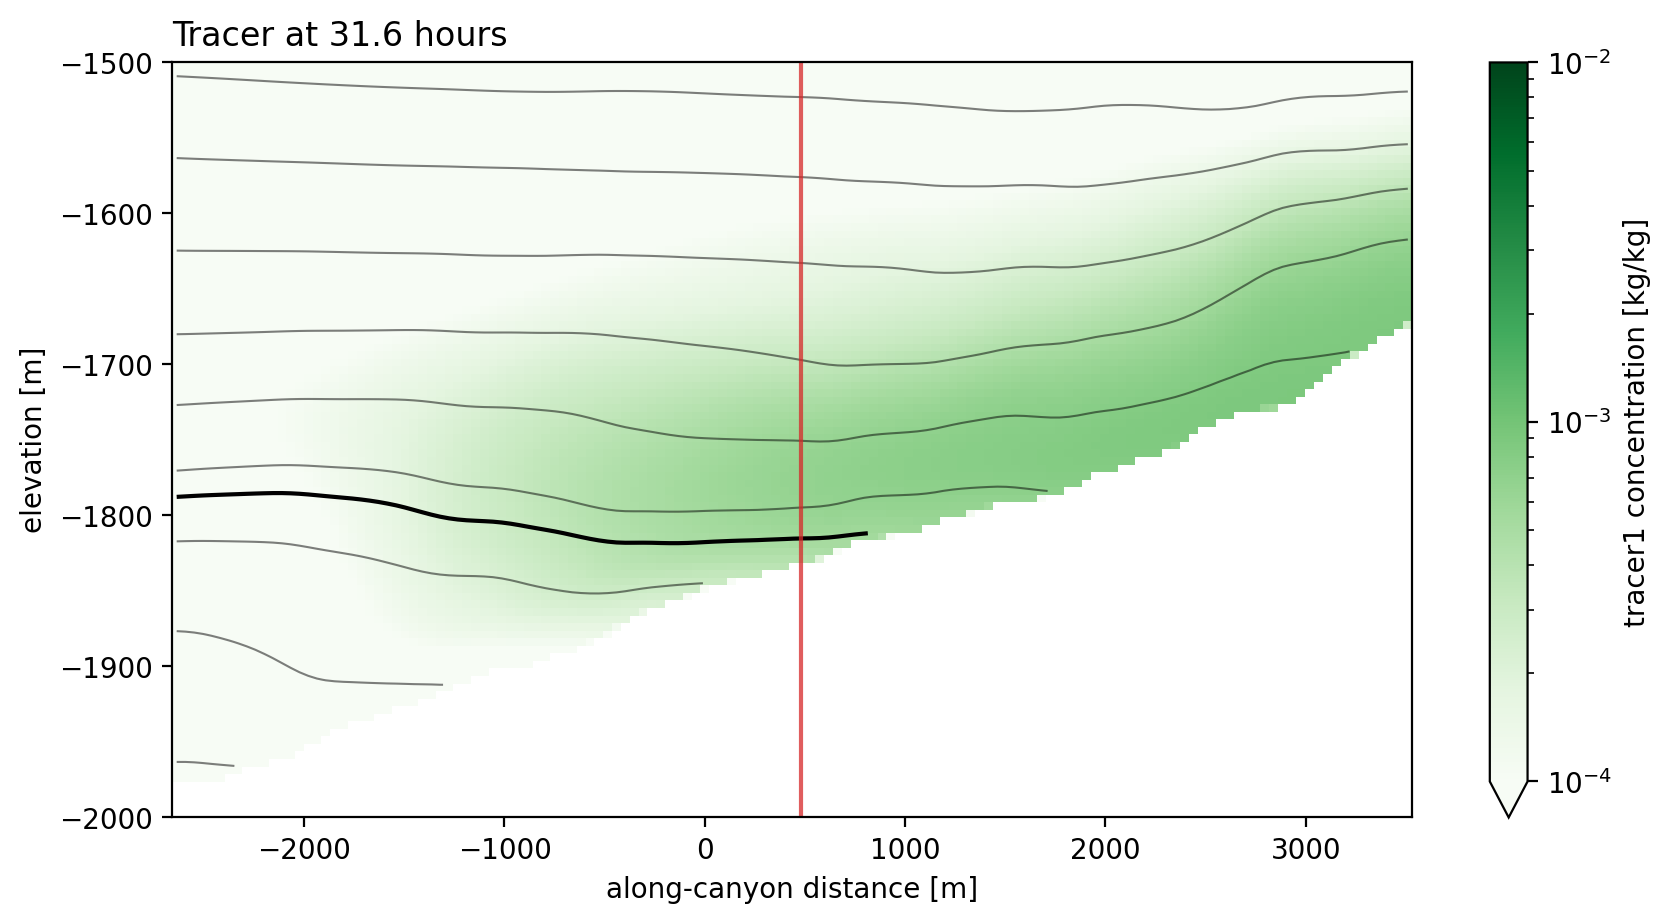 Tracer at 31.6 hours
−1500
−1600
−1700
−1800
−1900
−2000
elevation [m]
−2000 −1000 0 1000 2000 3000
along-canyon distance [m]
10⁻²
10⁻³
10⁻⁴
tracer1 concentration [kg/kg]